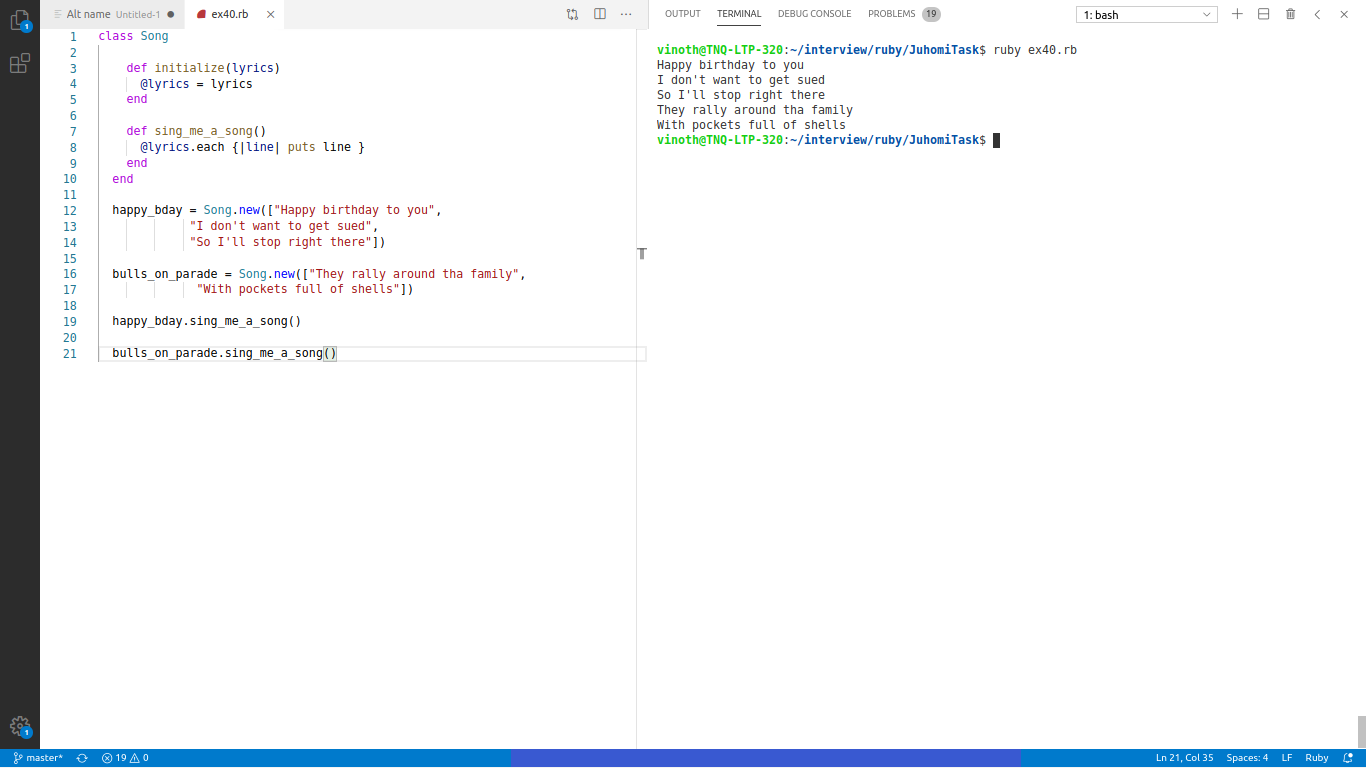 Alt name Untitled-1
ex40.rb
1 class Song
2
3 def initialize(lyrics)
4 @lyrics = lyrics
5 end
6
7 def sing_me_a_song()
8 @lyrics.each {|line| puts line }
9 end
10 end
11
12 happy_bday = Song.new(["Happy birthday to you",
13 "I don't want to get sued",
14 "So I'll stop right there"])
15
16 bulls_on_parade = Song.new(["They rally around tha family",
17 "With pockets full of shells"])
18
19 happy_bday.sing_me_a_song()
20
21 bulls_on_parade.sing_me_a_song()
OUTPUT TERMINAL DEBUG CONSOLE PROBLEMS 19
1: bash
vinoth@TNQ-LTP-320:~/interview/ruby/JuhomiTask$ ruby ex40.rb
Happy birthday to you
I don't want to get sued
So I'll stop right there
They rally around tha family
With pockets full of shells
vinoth@TNQ-LTP-320:~/interview/ruby/JuhomiTask$
1
1
master* 19 0
Ln 21, Col 35 Spaces: 4 LF Ruby